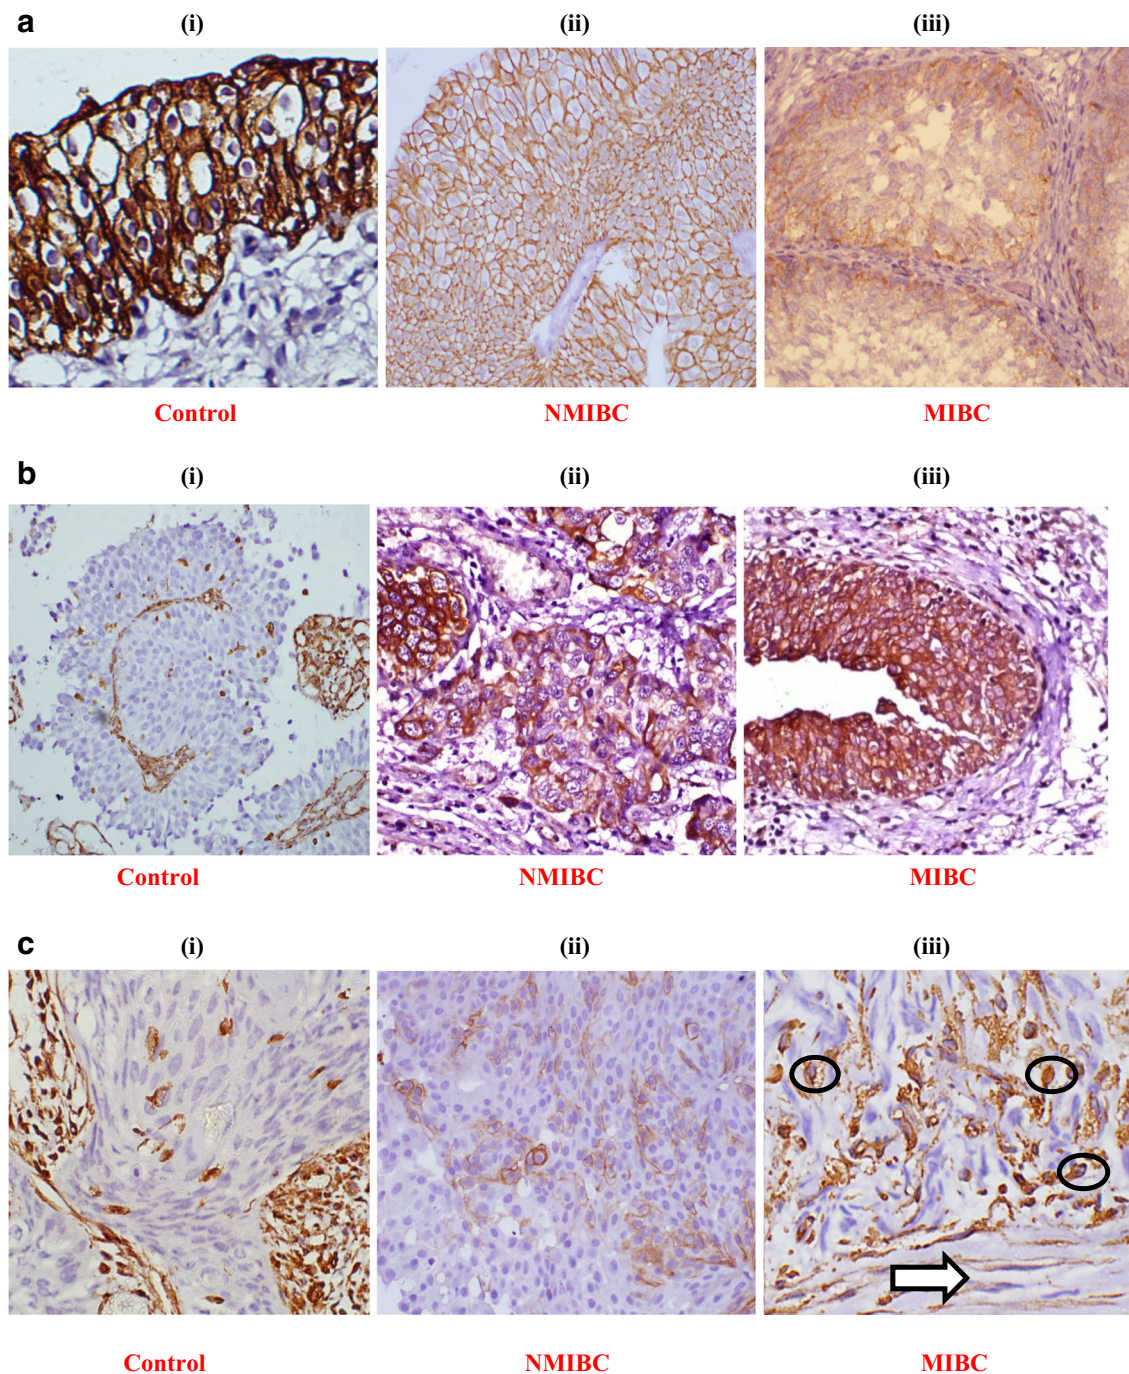 a (i) (ii) (iii)
Control NMIBC MIBC
b (i) (ii) (iii)
Control NMIBC MIBC
c (i) (ii) (iii)
Control NMIBC MIBC